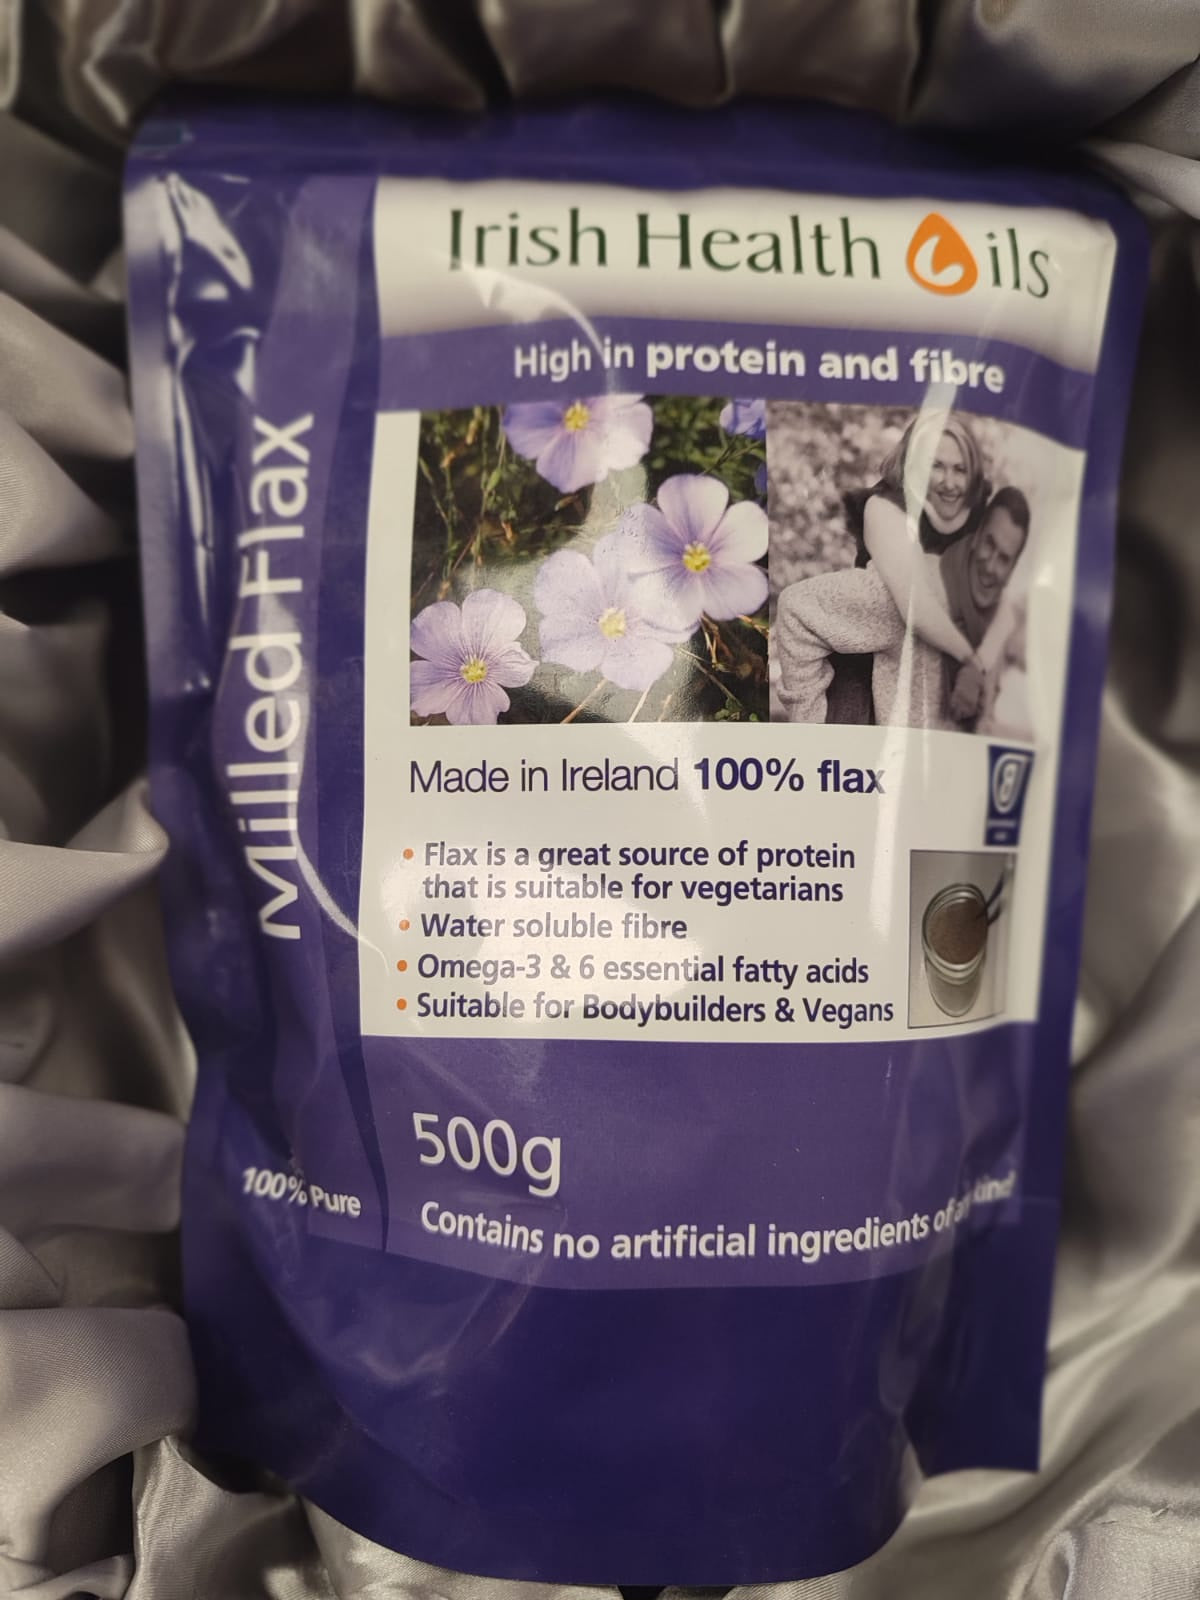 Irish Health Oils
High in protein and fibre
Milled Flax
Made in Ireland 100% flax
• Flax is a great source of protein
that is suitable for vegetarians
• Water soluble fibre
• Omega-3 & 6 essential fatty acids
• Suitable for Bodybuilders & Vegans
500g
100% Pure
Contains no artificial ingredients of any kind